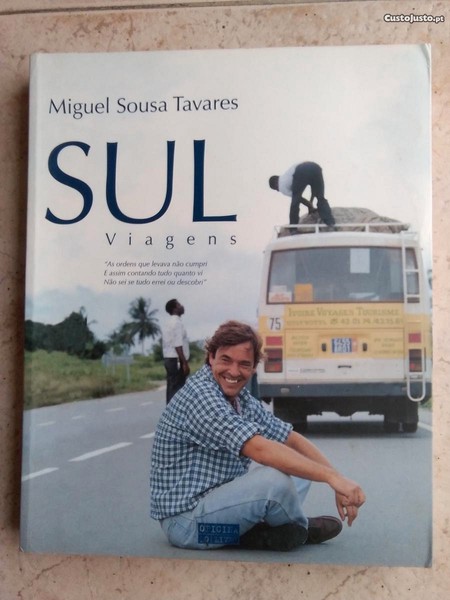 CustoJusto.pt
Miguel Sousa Tavares
SUL
Viagens
"As ordens que levava não cumpri
E assim contando tudo quanto vi
Não sei se tudo errei ou descobri"
75
OFICINA